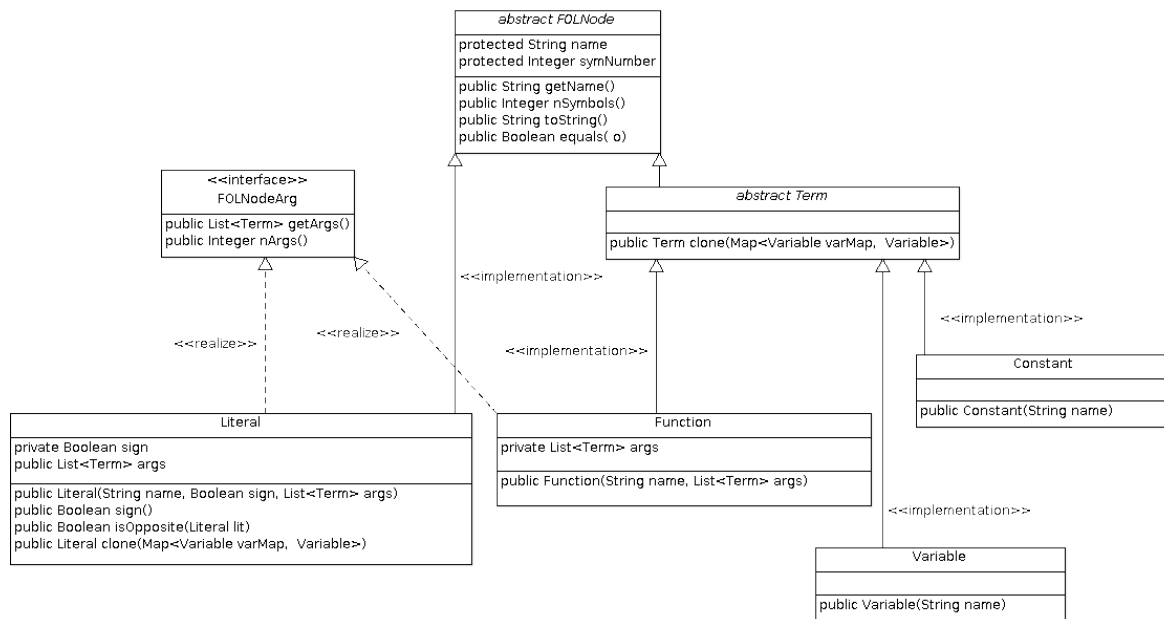 abstract FOLNode
protected String name
protected Integer symNumber
public String getName()
public Integer nSymbols()
public String toString()
public Boolean equals( o)
<<interface>>
FOLNodeArg
public List<Term> getArgs()
public Integer nArgs()
abstract Term
public Term clone(Map<Variable varMap,  Variable>)
<<implementation>>
<<implementation>>
<<realize>>
<<realize>>
<<implementation>>
Constant
public Constant(String name)
Literal
private Boolean sign
public List<Term> args
public Literal(String name, Boolean sign, List<Term> args)
public Boolean sign()
public Boolean isOpposite(Literal lit)
public Literal clone(Map<Variable varMap,  Variable>)
Function
private List<Term> args
public Function(String name, List<Term> args)
<<implementation>>
Variable
public Variable(String name)